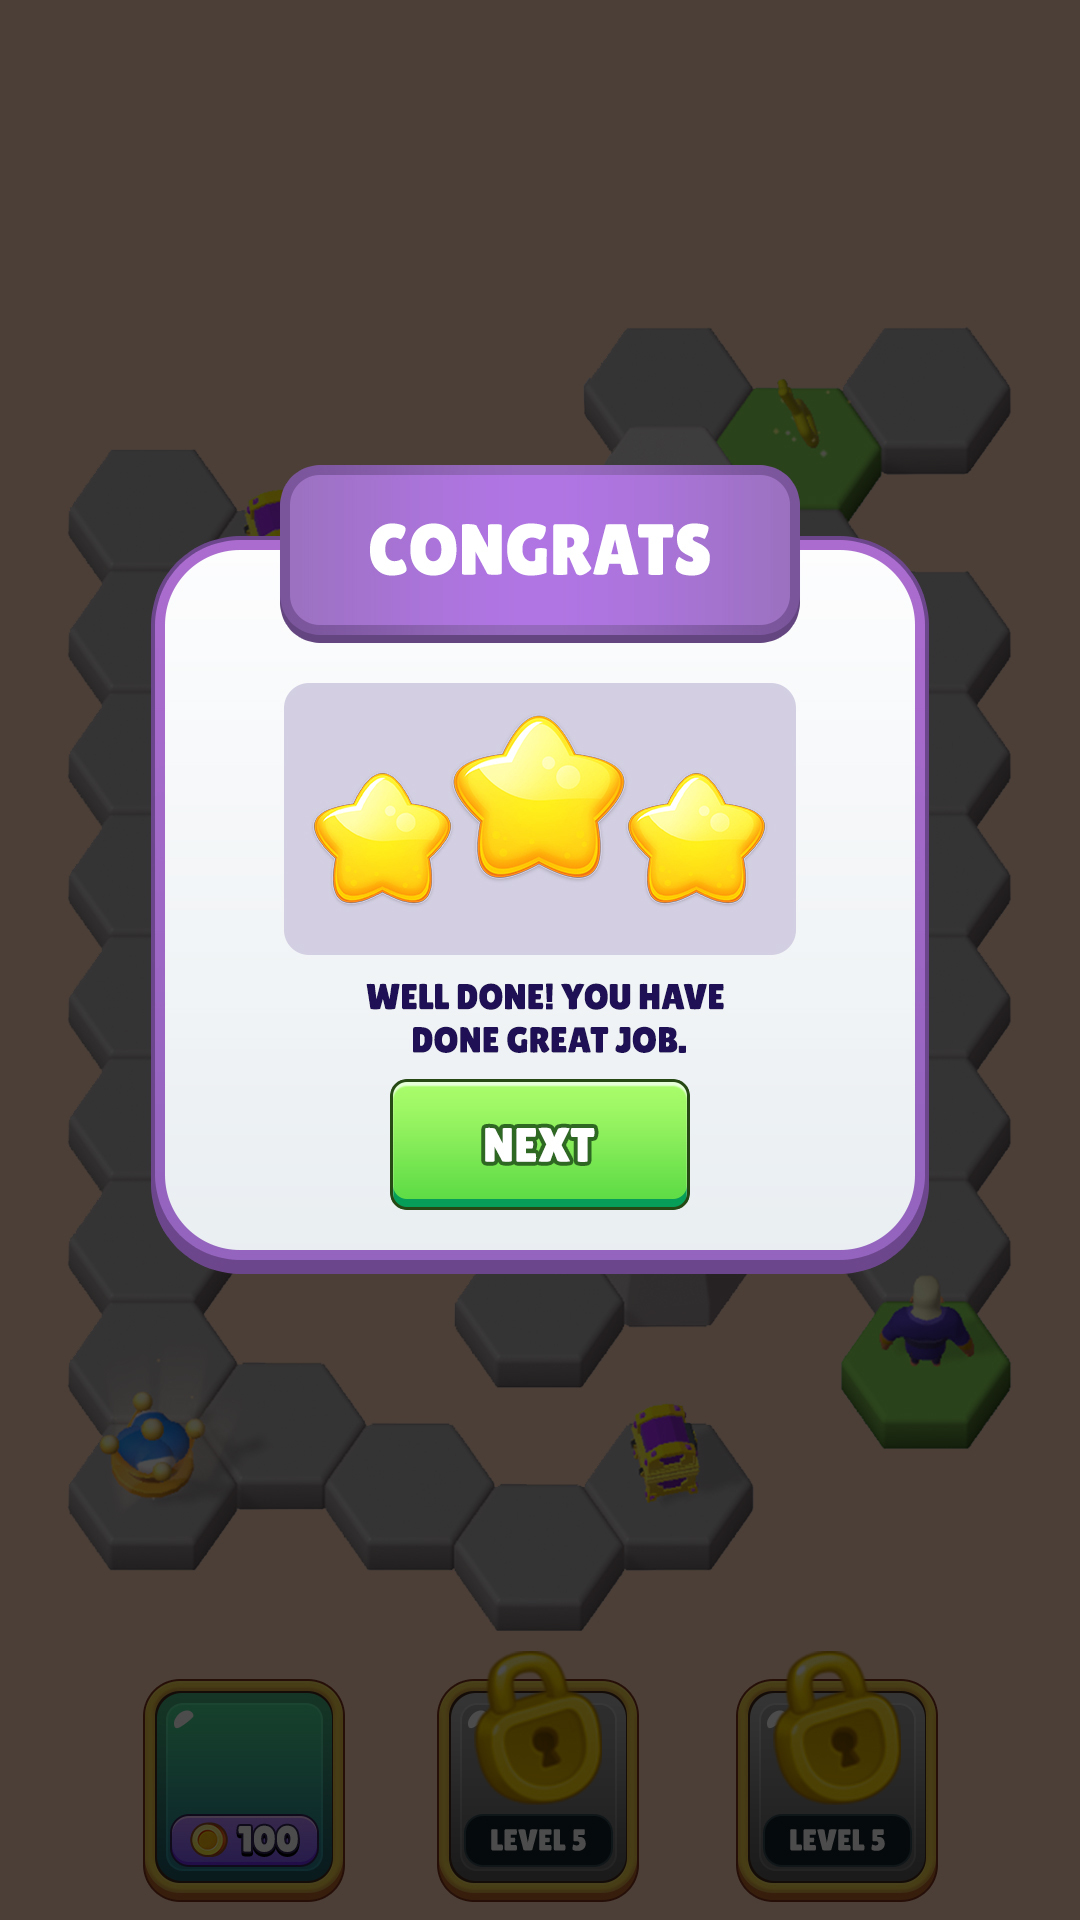 CONGRATS
WELL DONE! YOU HAVE
DONE GREAT JOB.
NEXT
100
LEVEL 5
LEVEL 5